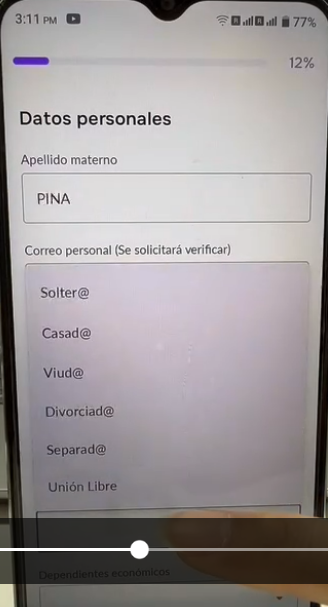 3:11 PM
77%
12%
Datos personales
Apellido materno
PINA
Correo personal (Se solicitará verificar)
Solter@
Casad@
Viud@
Divorciad@
Separad@
Unión Libre
Dependientes económicos